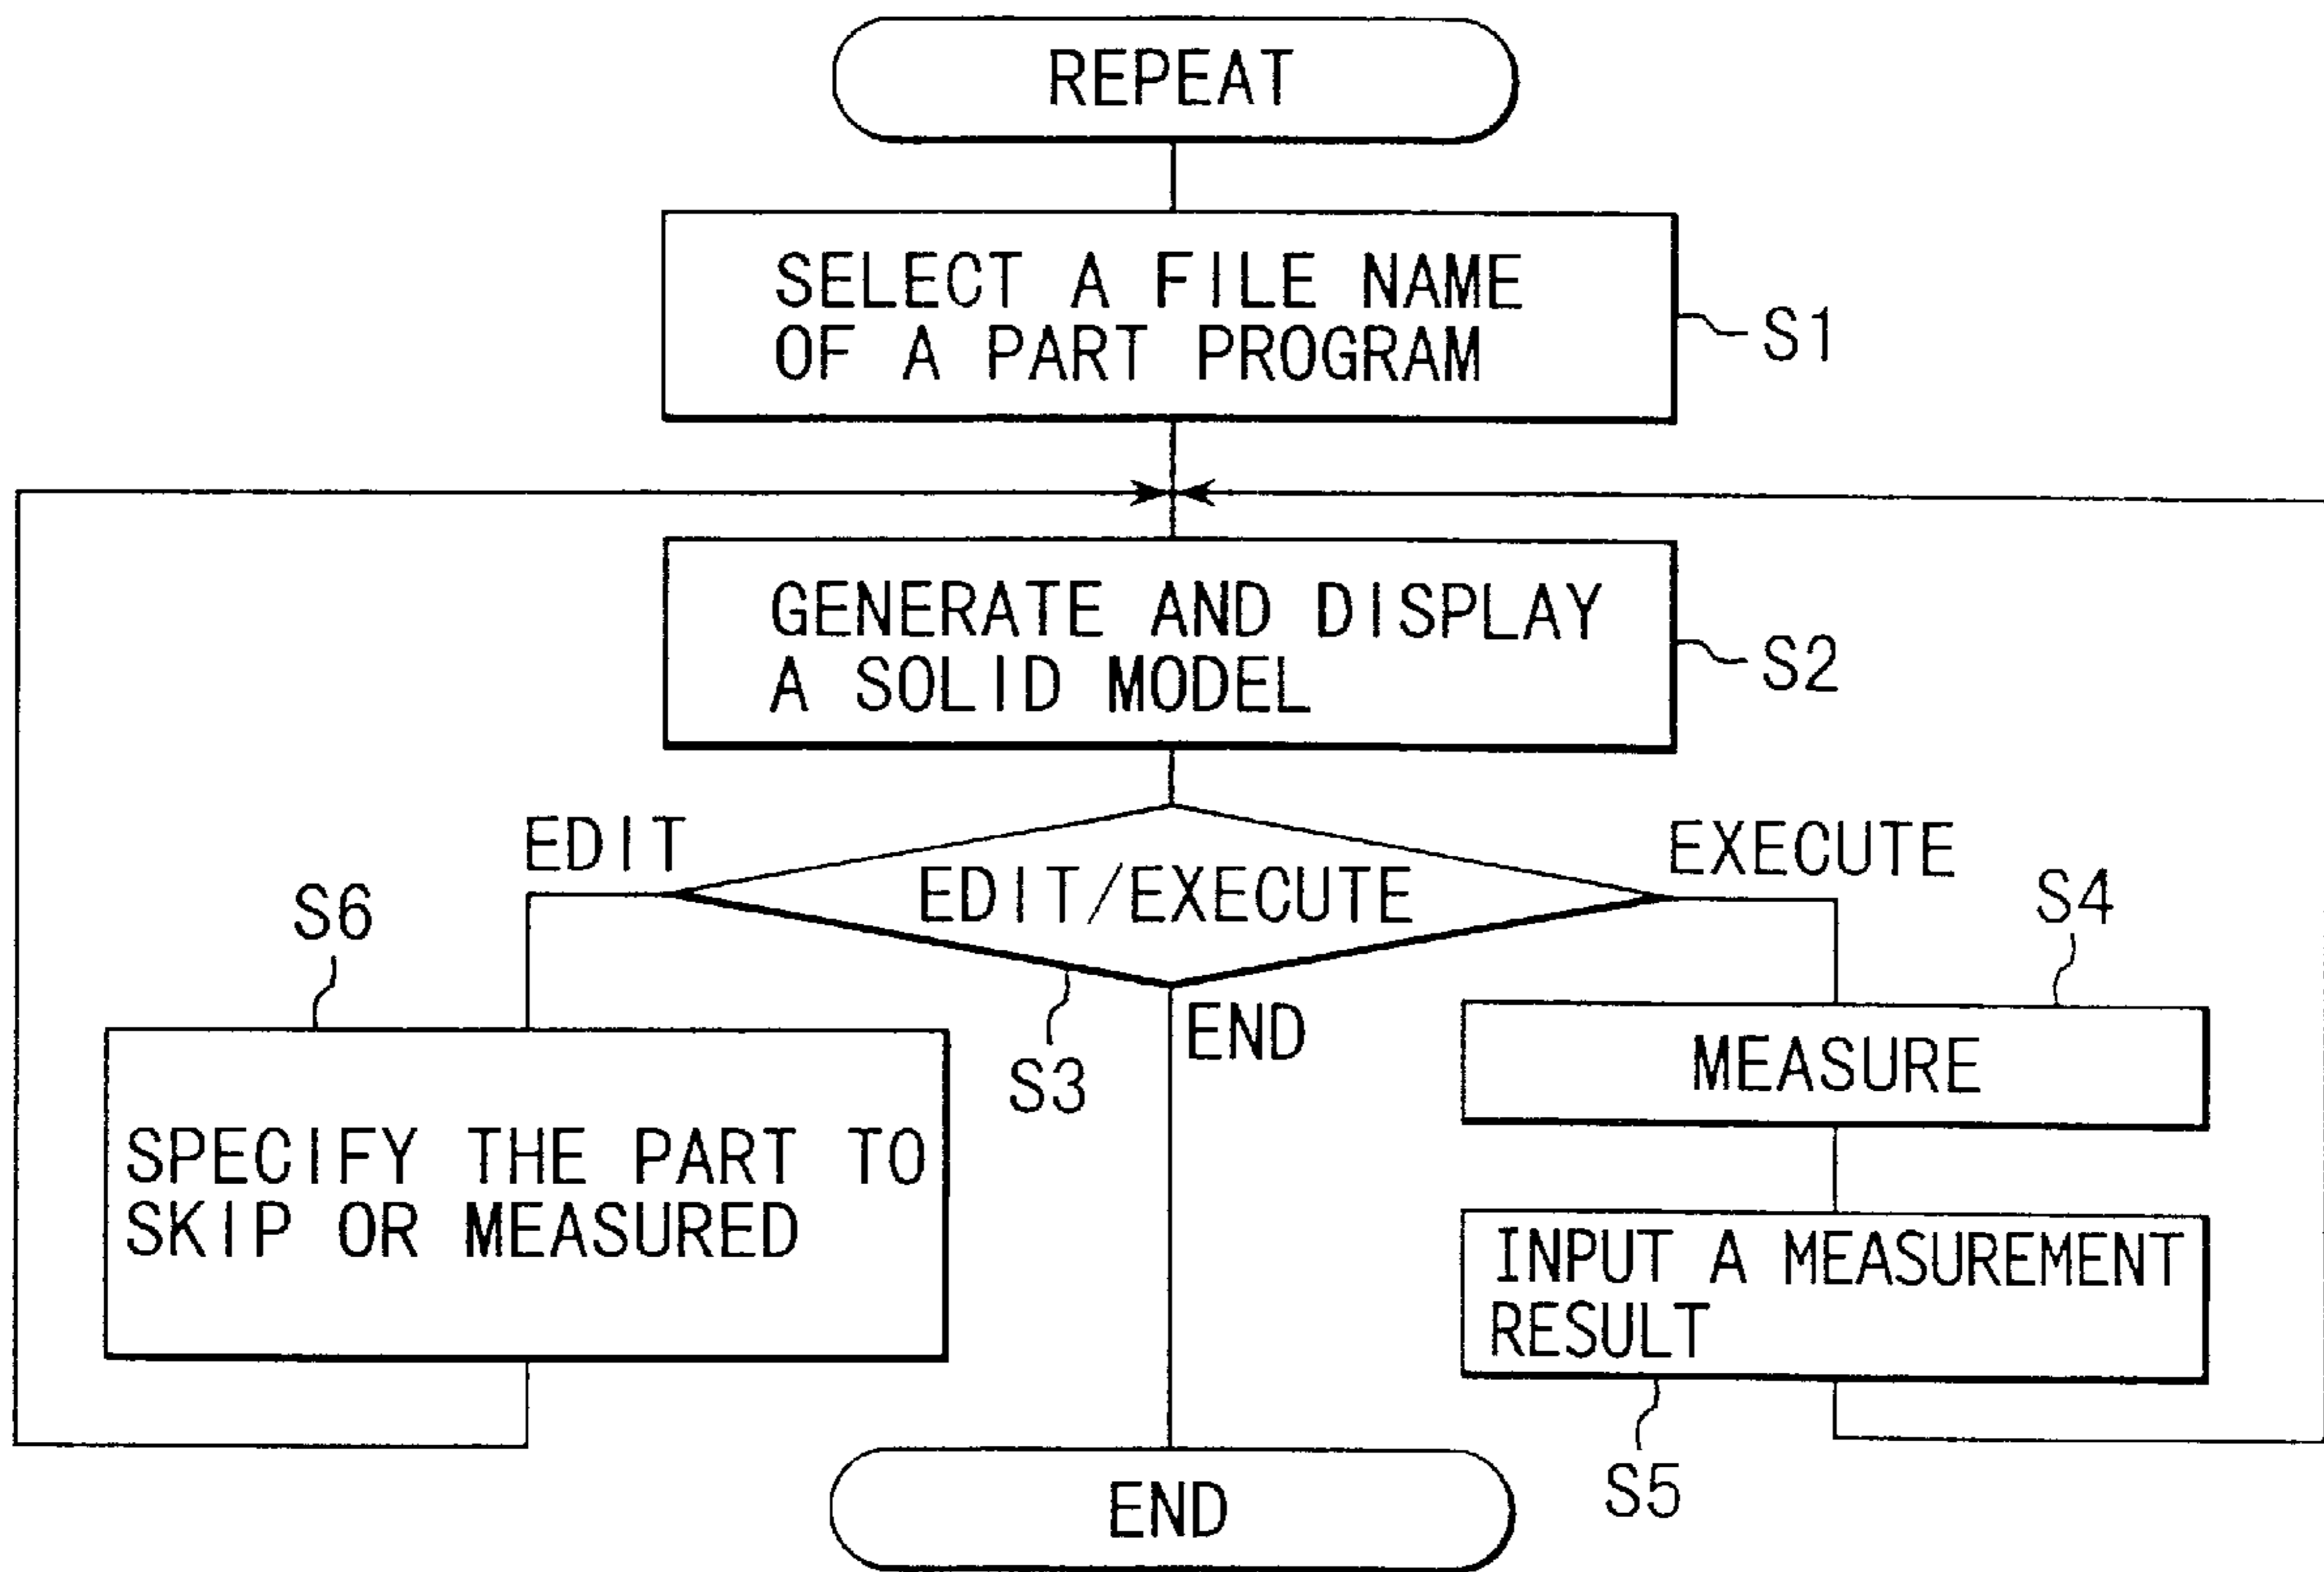 REPEAT
SELECT A FILE NAME
OF A PART PROGRAM
S1
GENERATE AND DISPLAY
A SOLID MODEL
S2
EDIT
EDIT/EXECUTE
EXECUTE
S6
S4
S3
END
MEASURE
SPECIFY THE PART TO
SKIP OR MEASURED
INPUT A MEASUREMENT
RESULT
S5
END